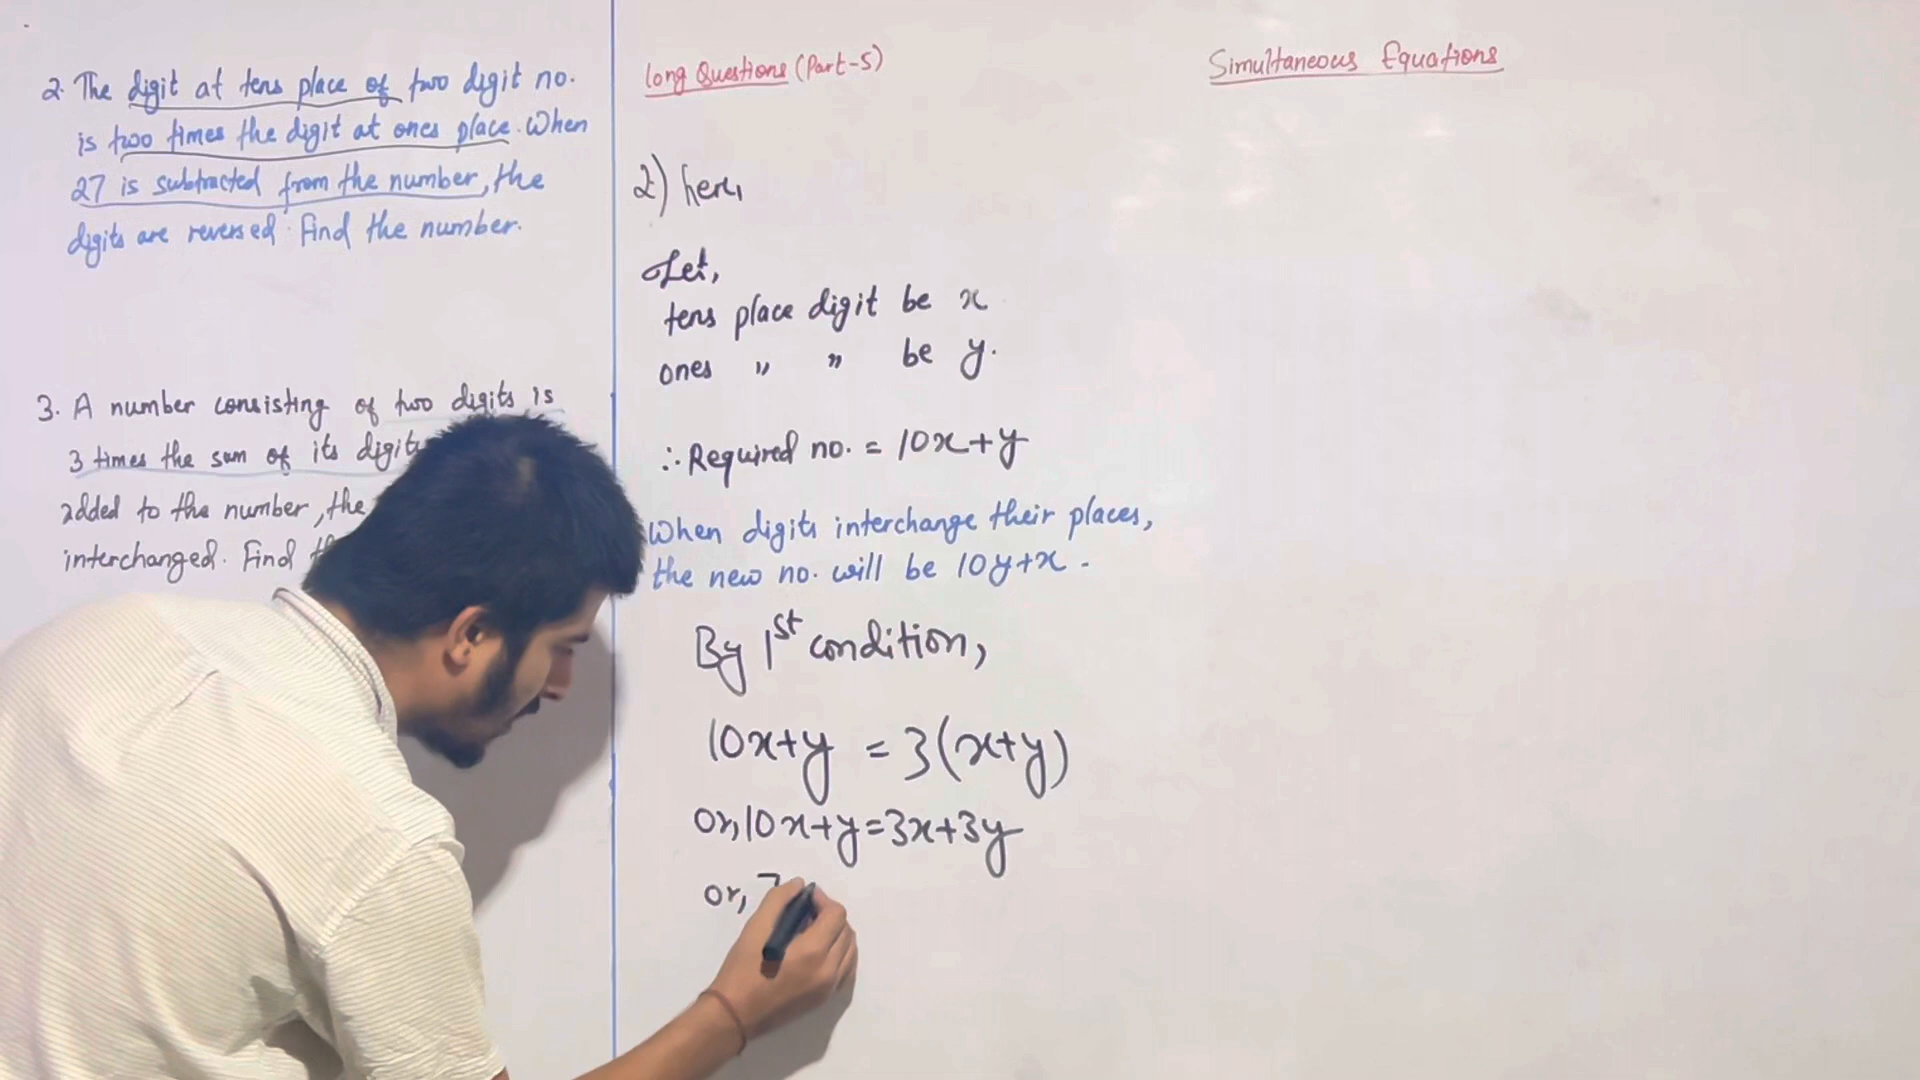 2. The digit at tens place of two digit no.
is two times the digit at ones place. When
27 is subtracted from the number, the
digits are reversed. Find the number.
3. A number consisting of two digits is
3 times the sum of its digits
added to the number, the
interchanged. Find
Long Questions (Part-5)
Simultaneous Equations
2) here,
Let,
tens place digit be x
ones " " be y.
∴ Required no. = 10x+y
When digits interchange their places,
the new no. will be 10y+x.
By 1st condition,
10x+y = 3(x+y)
or, 10x+y=3x+3y
or, 7